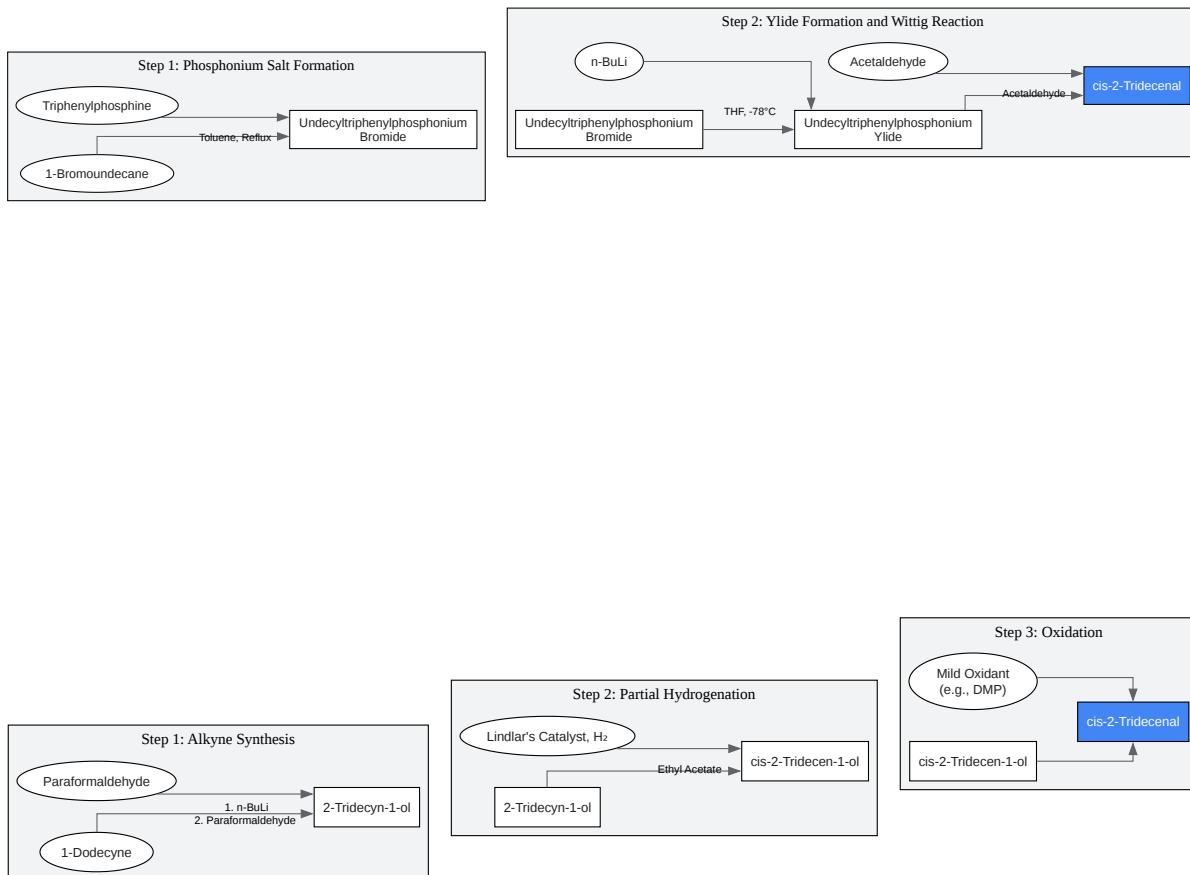 Step 1: Phosphonium Salt Formation
Triphenylphosphine
Toluene, Reflux
1-Bromoundecane
Undecyltriphenylphosphonium
Bromide
Step 2: Ylide Formation and Wittig Reaction
n-BuLi
Acetaldehyde
Undecyltriphenylphosphonium
Bromide
THF, -78°C
Undecyltriphenylphosphonium
Ylide
Acetaldehyde
cis-2-Tridecenal
Step 1: Alkyne Synthesis
Paraformaldehyde
1. n-BuLi
2. Paraformaldehyde
1-Dodecyne
2-Tridecyn-1-ol
Step 2: Partial Hydrogenation
Lindlar's Catalyst, H₂
Ethyl Acetate
2-Tridecyn-1-ol
cis-2-Tridecen-1-ol
Step 3: Oxidation
Mild Oxidant
(e.g., DMP)
cis-2-Tridecen-1-ol
cis-2-Tridecenal